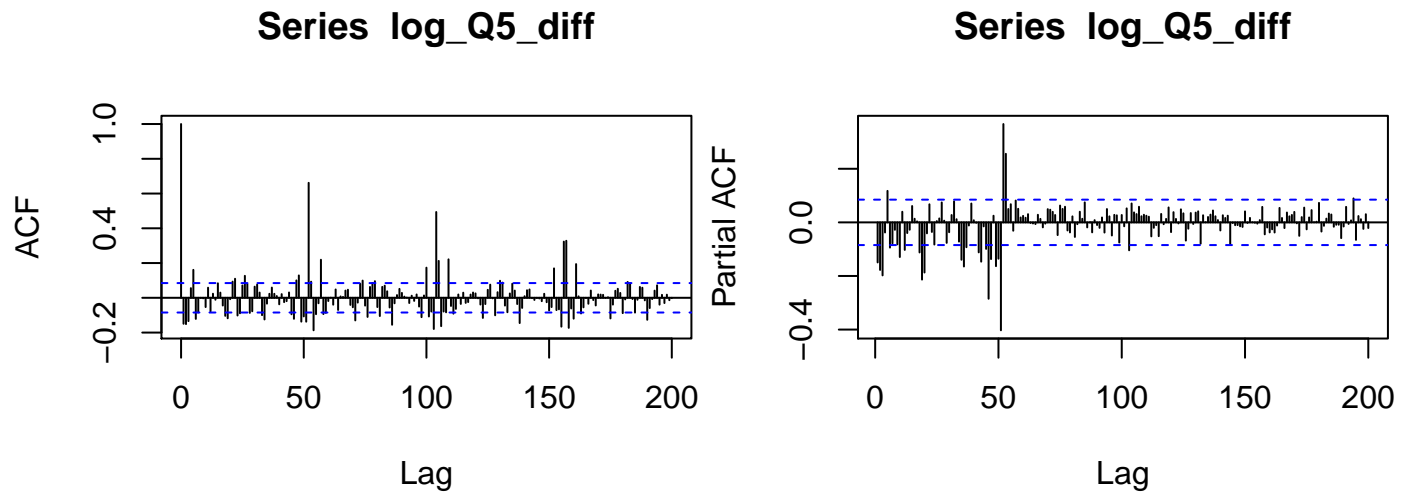 Series log_Q5_diff
ACF
1.0
0.4
−0.2
0 50 100 150 200
Lag
Series log_Q5_diff
Partial ACF
0.0
−0.4
0 50 100 150 200
Lag